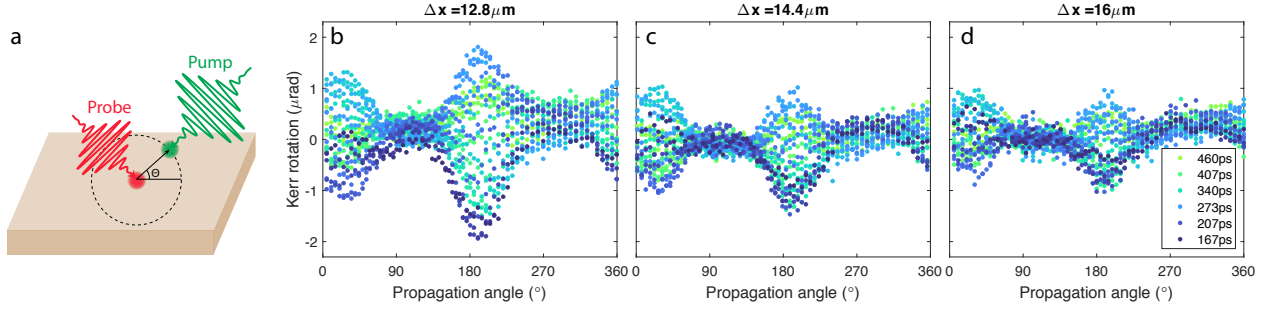 a
Pump
Probe
Θ
Δx =12.8μm
b
Kerr rotation (μrad)
2
1
0
-1
-2
0 90 180 270 360
Propagation angle (°)
Δx =14.4μm
c
0 90 180 270 360
Propagation angle (°)
Δx =16μm
d
460ps
407ps
340ps
273ps
207ps
167ps
0 90 180 270 360
Propagation angle (°)